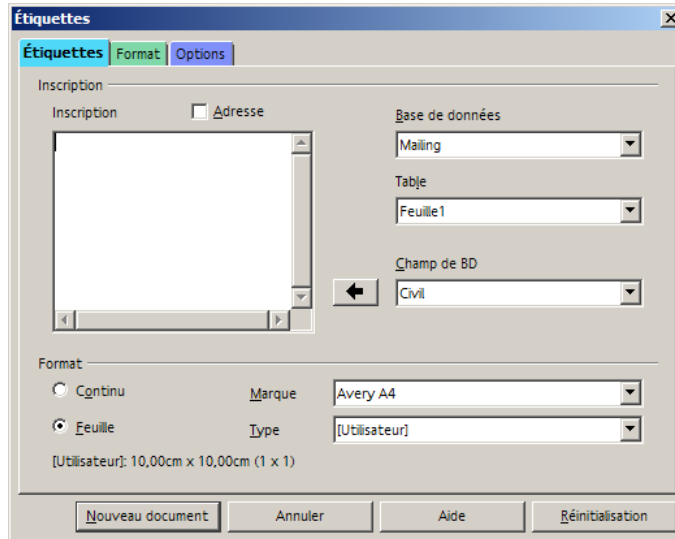 Étiquettes
Étiquettes Format Options
Inscription
Inscription Adresse
Base de données
Mailing
Table
Feuille1
Champ de BD
Civil
Format
Continu Marque Avery A4
Feuille Type [Utilisateur]
[Utilisateur]: 10,00cm x 10,00cm (1 x 1)
Nouveau document Annuler Aide Réinitialisation